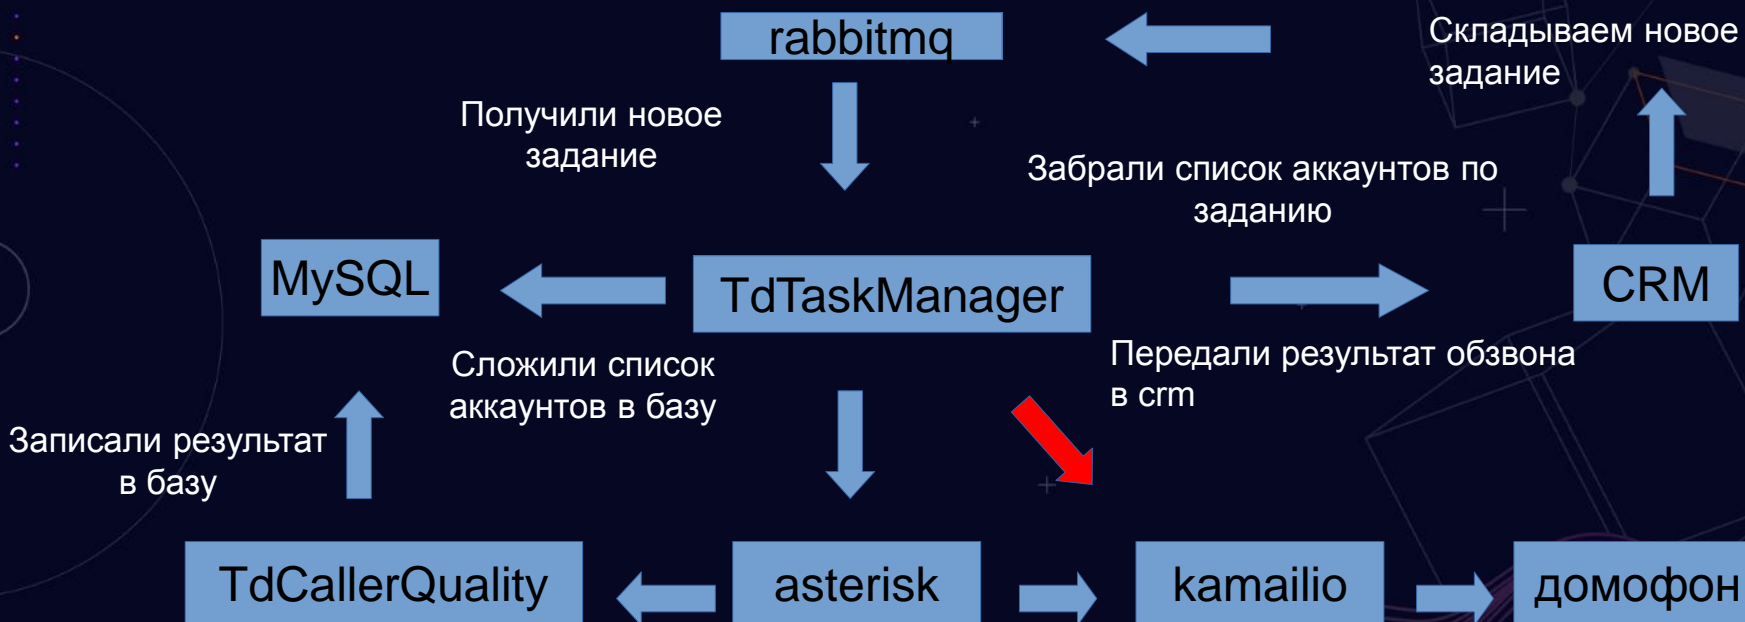 rabbitmq
Складываем новое
задание
Получили новое
задание
Забрали список аккаунтов по
заданию
MySQL
TdTaskManager
CRM
Сложили список
аккаунтов в базу
Передали результат обзвона
в crm
Записали результат
в базу
TdCallerQuality
asterisk
kamailio
домофон